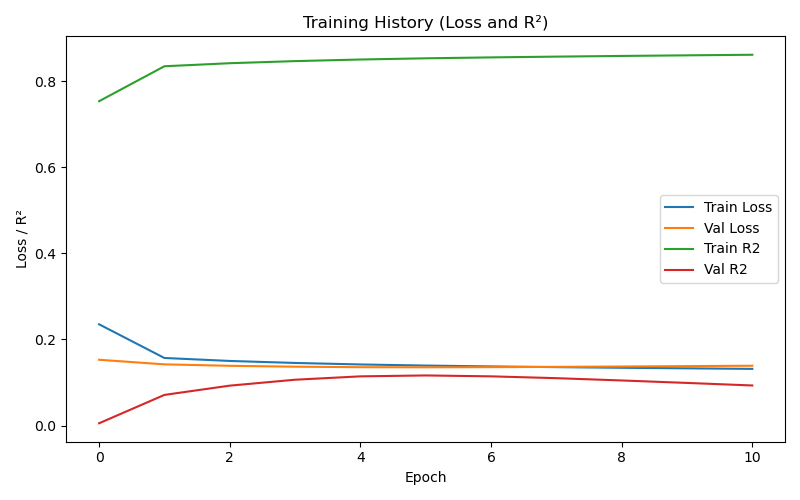 Training History (Loss and R²)
Loss / R²
0.8
0.6
0.4
0.2
0.0
Train Loss
Val Loss
Train R2
Val R2
0 2 4 6 8 10
Epoch